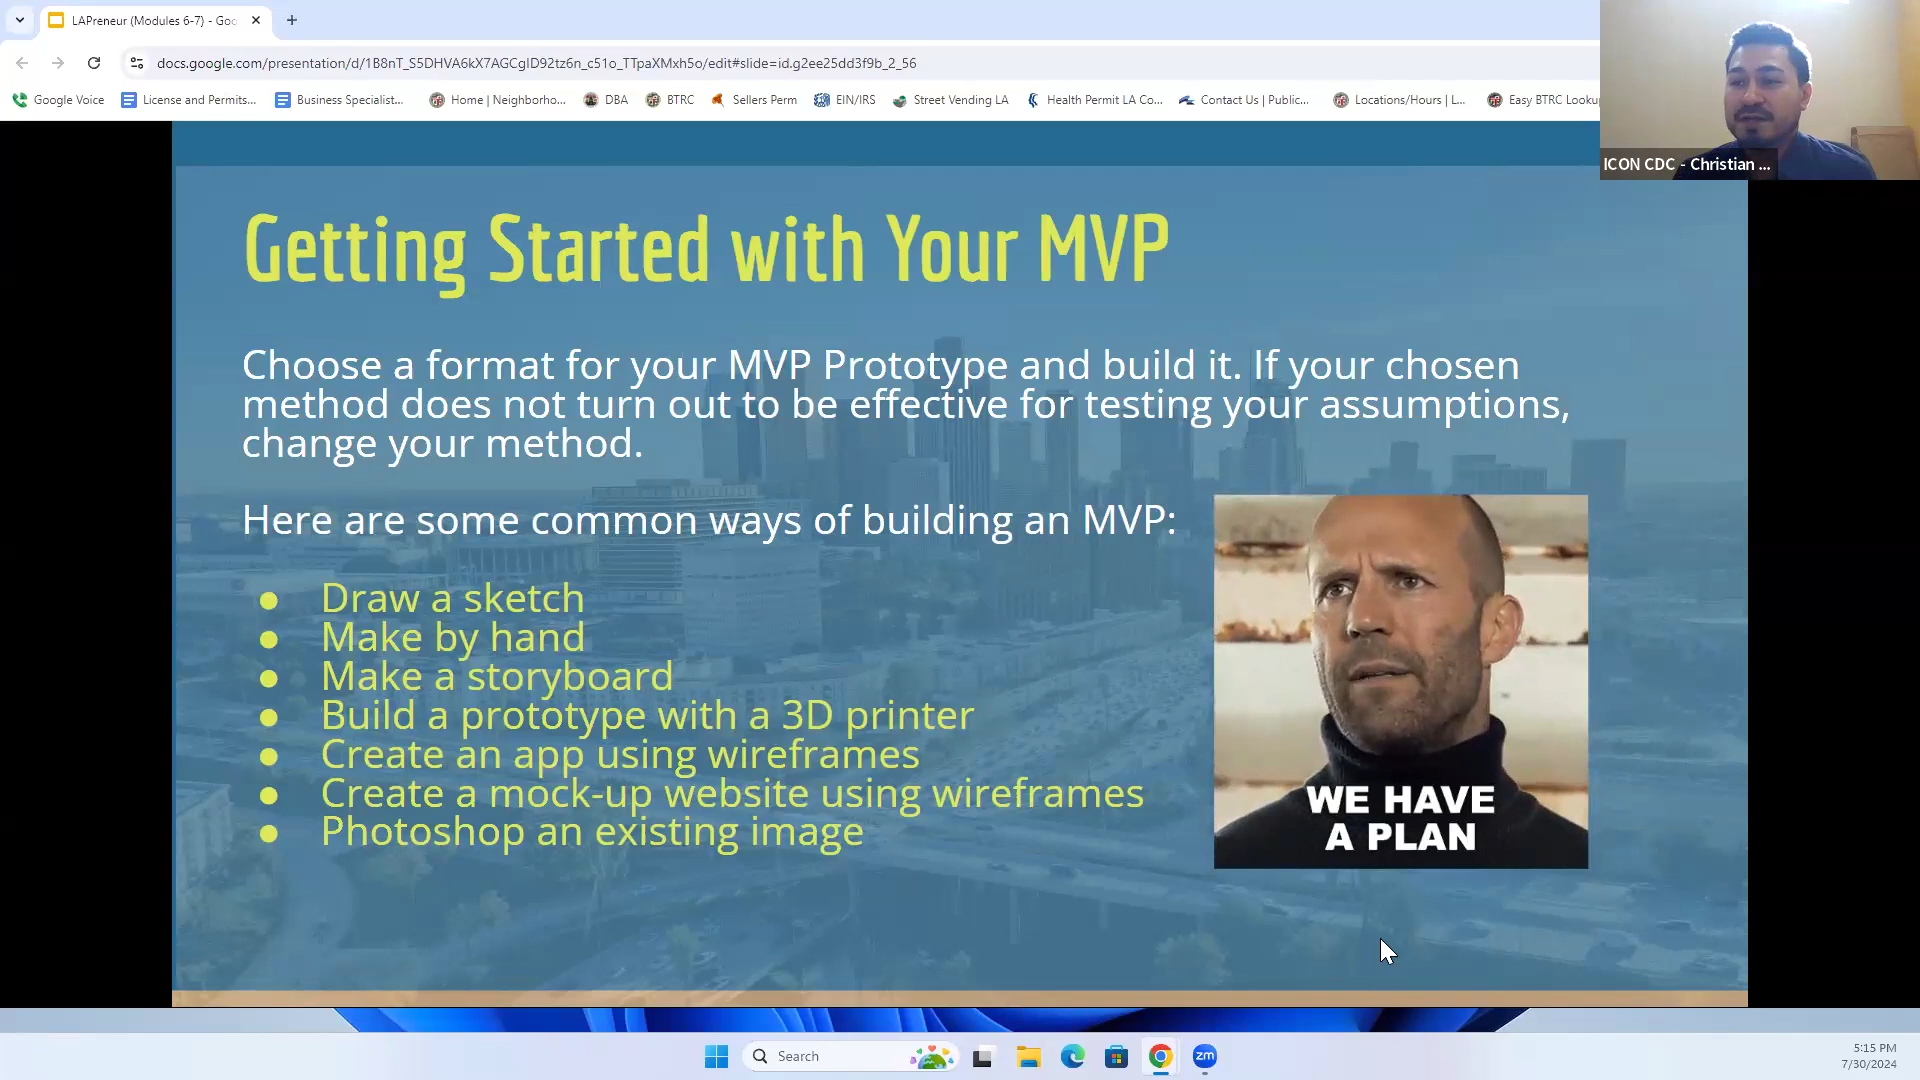 LAPreneur (Modules 6-7) - Goo
docs.google.com/presentation/d/1B8nT_S5DHVA6kX7AGCglD92tz6n_c51o_TTpaXMxh5o/edit#slide=id.g2ee25dd3f9b_2_56
Google Voice
License and Permits...
Business Specialist...
Home | Neighborho...
DBA
BTRC
Sellers Perm
EIN/IRS
Street Vending LA
Health Permit LA Co...
Contact Us | Public...
Locations/Hours | L...
Easy BTRC Looku
ICON CDC - Christian ...
Getting Started with Your MVP
Choose a format for your MVP Prototype and build it. If your chosen
method does not turn out to be effective for testing your assumptions,
change your method.
Here are some common ways of building an MVP:
● Draw a sketch
● Make by hand
● Make a storyboard
● Build a prototype with a 3D printer
● Create an app using wireframes
● Create a mock-up website using wireframes
● Photoshop an existing image
WE HAVE
A PLAN
Search
zm
5:15 PM
7/30/2024